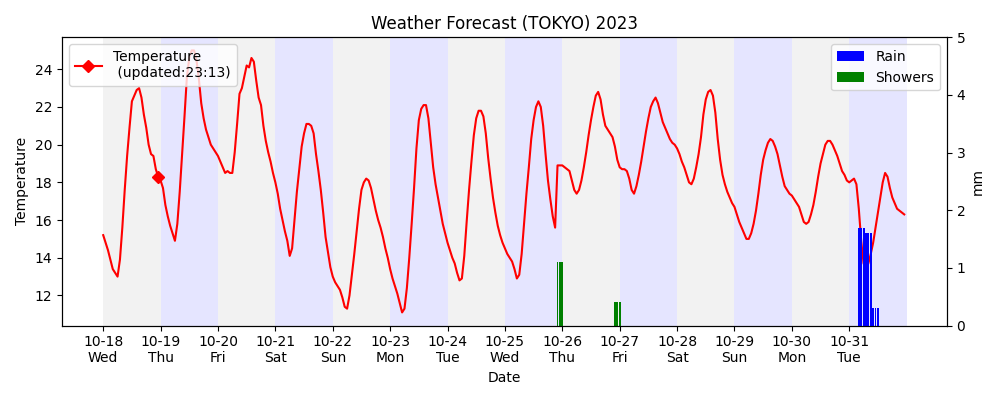 Weather Forecast (TOKYO) 2023
Temperature
(updated:23:13)
Rain
Showers
Temperature
24
22
20
18
16
14
12
5
4
3
2
1
0
mm
10-18 10-19 10-20 10-21 10-22 10-23 10-24 10-25 10-26 10-27 10-28 10-29 10-30 10-31
Wed Thu Fri Sat Sun Mon Tue Wed Thu Fri Sat Sun Mon Tue
Date